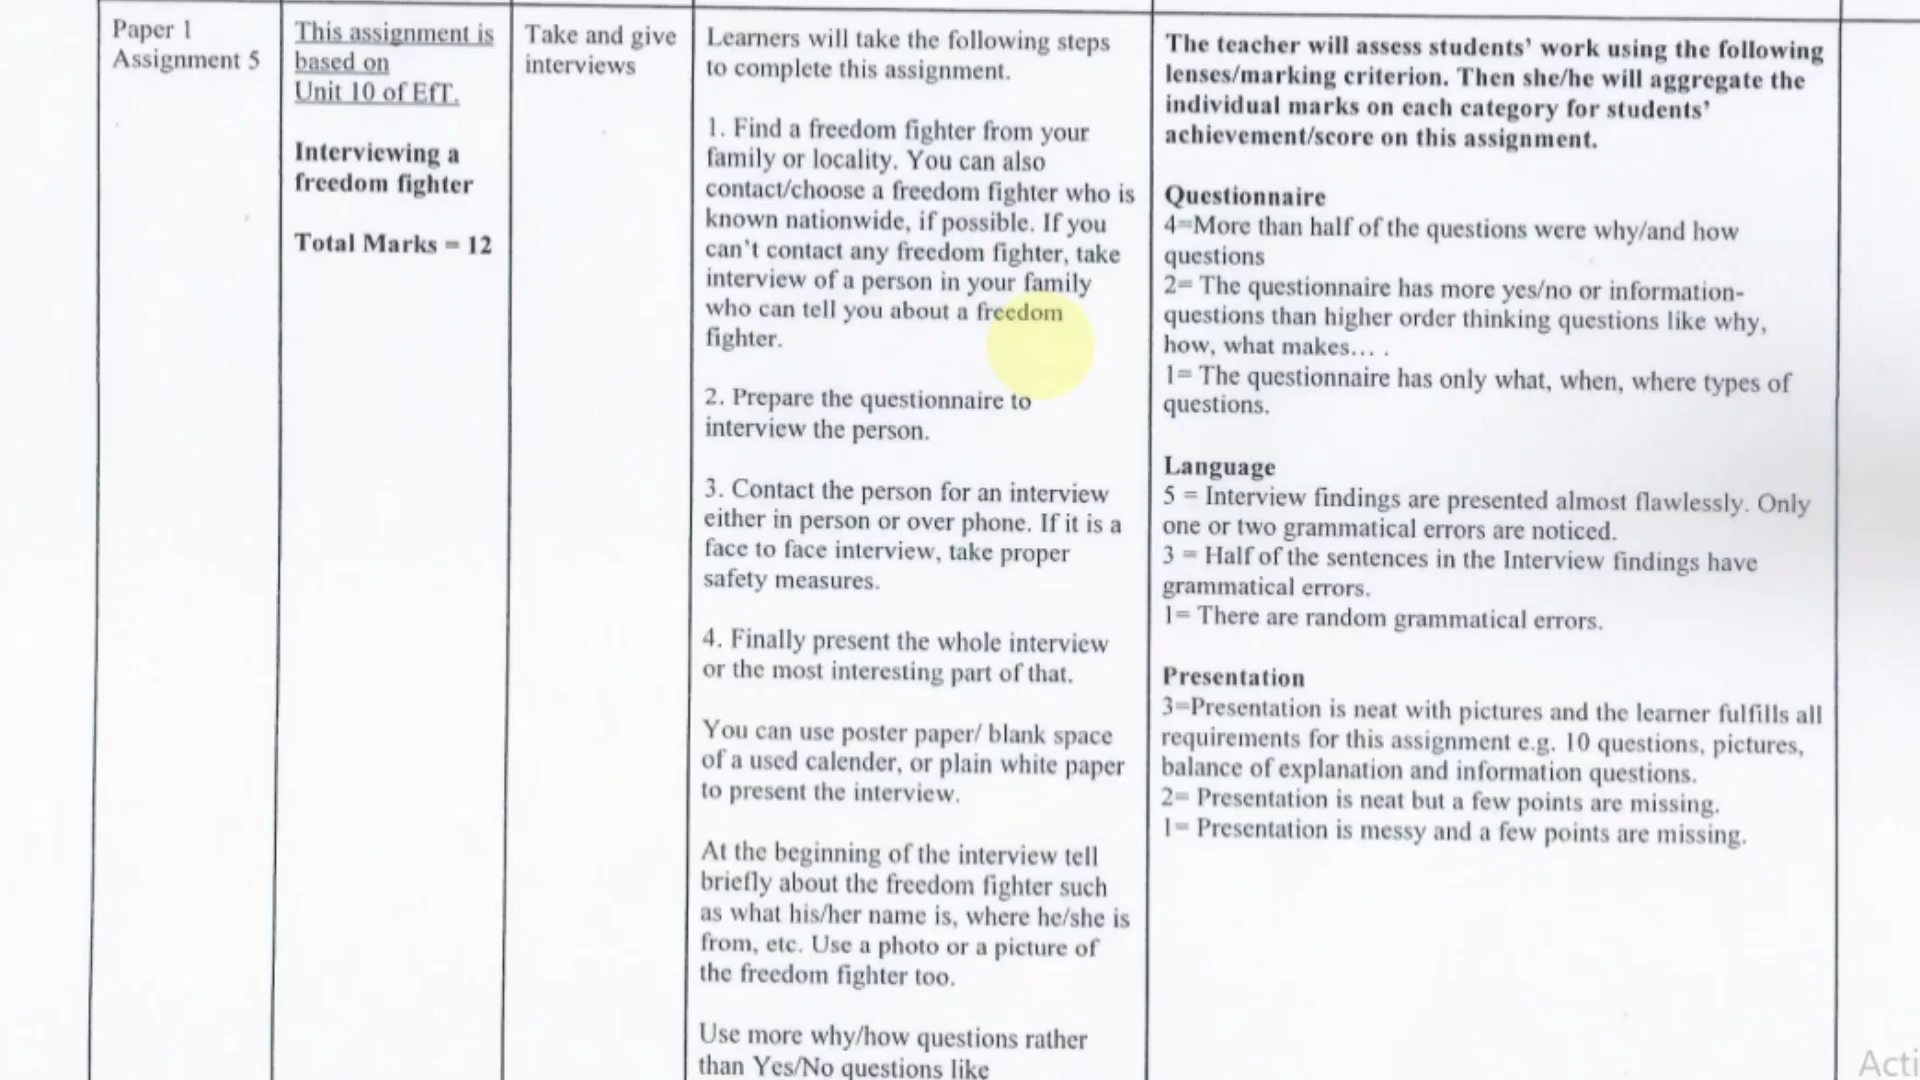 Paper 1
Assignment 5
This assignment is
based on
Unit 10 of EfT.
Interviewing a
freedom fighter
Total Marks = 12
Take and give
interviews
Learners will take the following steps
to complete this assignment.
1. Find a freedom fighter from your
family or locality. You can also
contact/choose a freedom fighter who is
known nationwide, if possible. If you
can't contact any freedom fighter, take
interview of a person in your family
who can tell you about a freedom
fighter.
2. Prepare the questionnaire to
interview the person.
3. Contact the person for an interview
either in person or over phone. If it is a
face to face interview, take proper
safety measures.
4. Finally present the whole interview
or the most interesting part of that.
You can use poster paper/ blank space
of a used calender, or plain white paper
to present the interview.
At the beginning of the interview tell
briefly about the freedom fighter such
as what his/her name is, where he/she is
from, etc. Use a photo or a picture of
the freedom fighter too.
Use more why/how questions rather
than Yes/No questions like
The teacher will assess students' work using the following
lenses/marking criterion. Then she/he will aggregate the
individual marks on each category for students'
achievement/score on this assignment.
Questionnaire
4=More than half of the questions were why/and how
questions
2= The questionnaire has more yes/no or information-
questions than higher order thinking questions like why,
how, what makes… .
1= The questionnaire has only what, when, where types of
questions.
Language
5 = Interview findings are presented almost flawlessly. Only
one or two grammatical errors are noticed.
3 = Half of the sentences in the Interview findings have
grammatical errors.
1= There are random grammatical errors.
Presentation
3=Presentation is neat with pictures and the learner fulfills all
requirements for this assignment e.g. 10 questions, pictures,
balance of explanation and information questions.
2= Presentation is neat but a few points are missing.
1= Presentation is messy and a few points are missing.
Acti